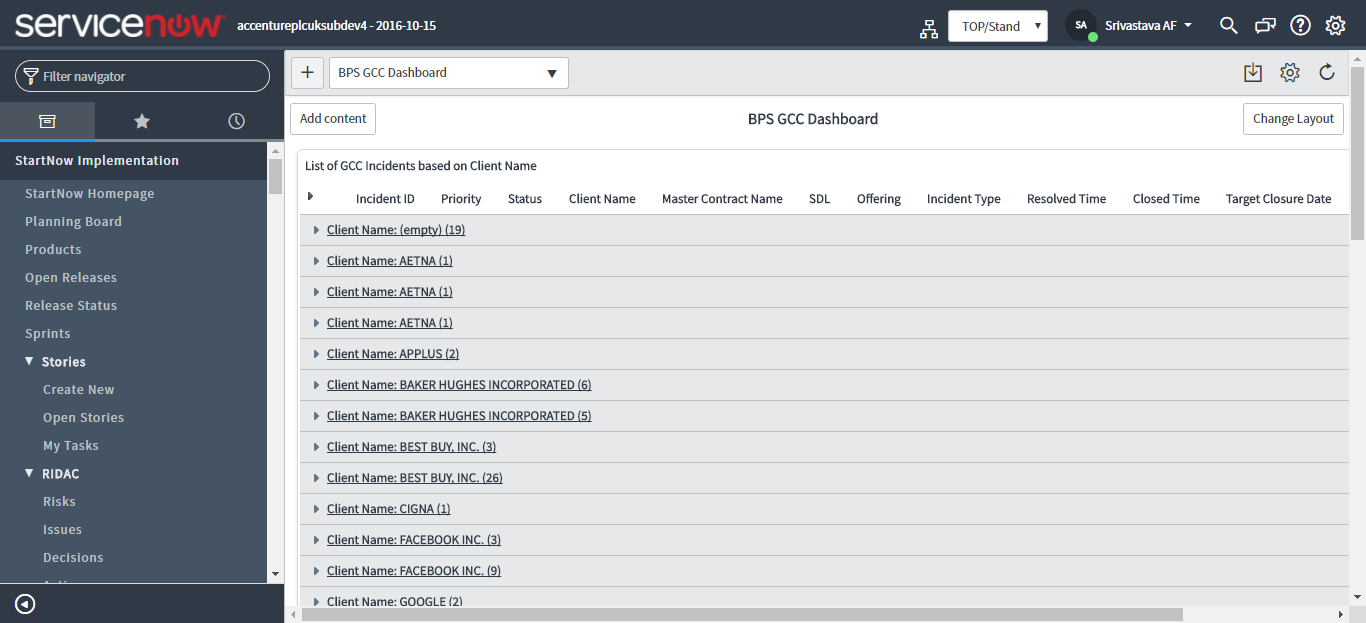 servicenow accentureplcuksubdev4 - 2016-10-15
TOP/Stand
SA Srivastava AF
Filter navigator
StartNow Implementation
StartNow Homepage
Planning Board
Products
Open Releases
Release Status
Sprints
Stories
Create New
Open Stories
My Tasks
RIDAC
Risks
Issues
Decisions
BPS GCC Dashboard
Add content
BPS GCC Dashboard
Change Layout
List of GCC Incidents based on Client Name
Incident ID Priority Status Client Name Master Contract Name SDL Offering Incident Type Resolved Time Closed Time Target Closure Date
Client Name: (empty) (19)
Client Name: AETNA (1)
Client Name: AETNA (1)
Client Name: AETNA (1)
Client Name: APPLUS (2)
Client Name: BAKER HUGHES INCORPORATED (6)
Client Name: BAKER HUGHES INCORPORATED (5)
Client Name: BEST BUY, INC. (3)
Client Name: BEST BUY, INC. (26)
Client Name: CIGNA (1)
Client Name: FACEBOOK INC. (3)
Client Name: FACEBOOK INC. (9)
Client Name: GOOGLE (2)